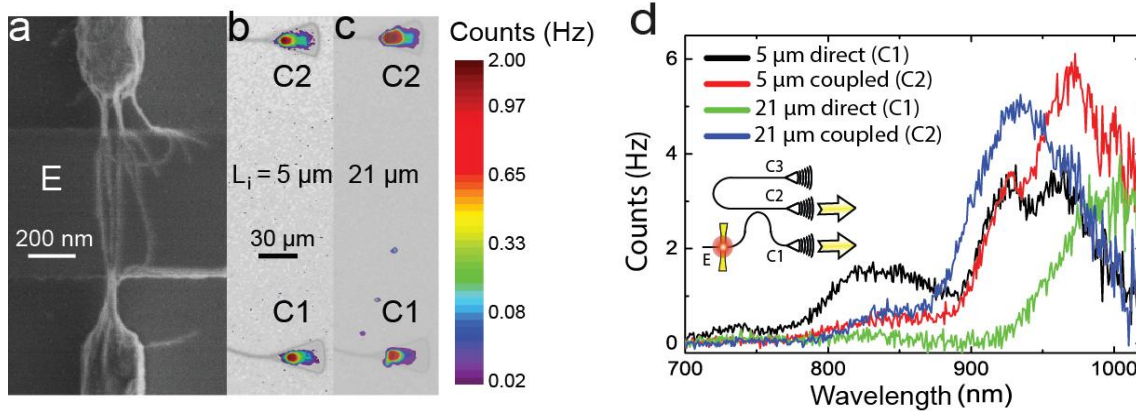 a
E
200 nm
b
C2
L_i = 5 μm
30 μm
C1
c
C2
21 μm
C1
Counts (Hz)
2.00
0.97
0.65
0.33
0.08
0.02
d
Counts (Hz)
6
4
2
0
5 μm direct (C1)
5 μm coupled (C2)
21 μm direct (C1)
21 μm coupled (C2)
C3
C2
E
C1
700 800 900 1000
Wavelength (nm)